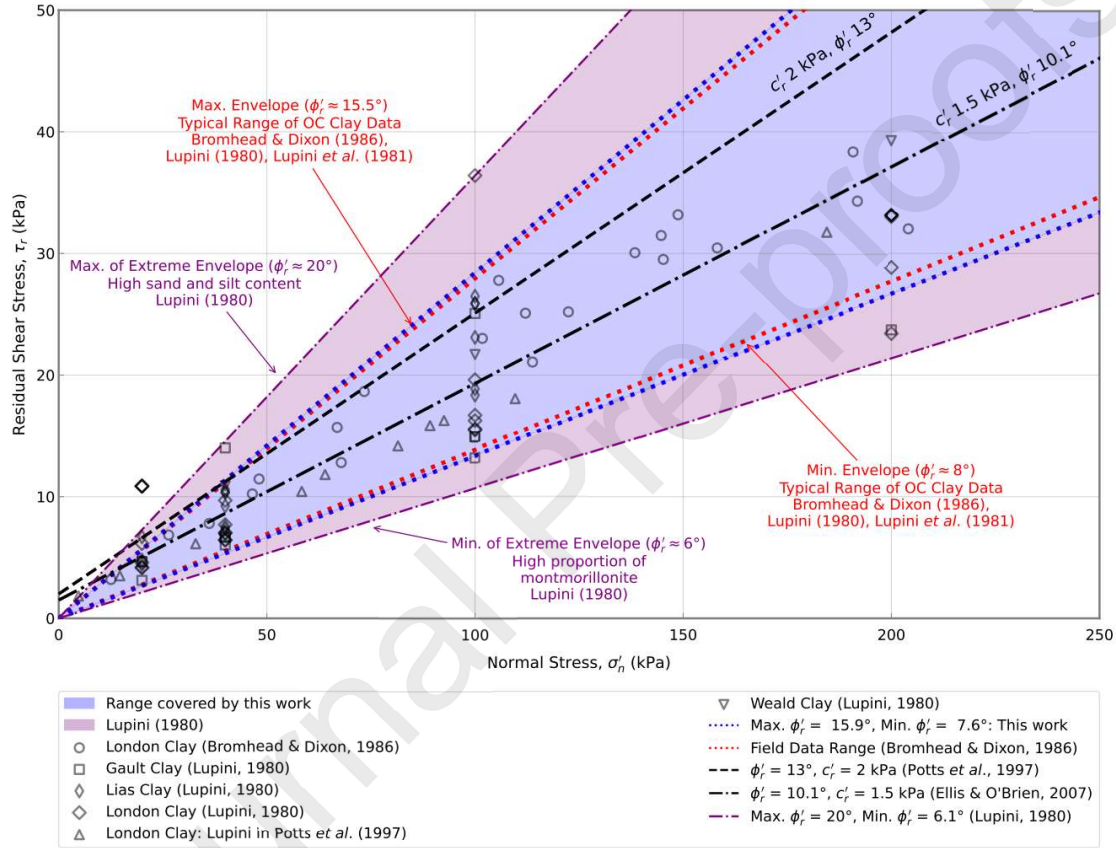 50
40
30
20
10
0
Residual Shear Stress, τr (kPa)
0
50
100
150
200
250
Normal Stress, σ′n (kPa)
Max. Envelope (ϕ′r ≈ 15.5°)
Typical Range of OC Clay Data
Bromhead & Dixon (1986),
Lupini (1980), Lupini et al. (1981)
Max. of Extreme Envelope (ϕ′r ≈ 20°)
High sand and silt content
Lupini (1980)
c′r 2 kPa, ϕ′r 13°
c′r 1.5 kPa, ϕ′r 10.1°
Min. Envelope (ϕ′r ≈ 8°)
Typical Range of OC Clay Data
Bromhead & Dixon (1986),
Lupini (1980), Lupini et al. (1981)
Min. of Extreme Envelope (ϕ′r ≈ 6°)
High proportion of
montmorillonite
Lupini (1980)
Range covered by this work
Lupini (1980)
London Clay (Bromhead & Dixon, 1986)
Gault Clay (Lupini, 1980)
Lias Clay (Lupini, 1980)
London Clay (Lupini, 1980)
London Clay: Lupini in Potts et al. (1997)
Weald Clay (Lupini, 1980)
Max. ϕ′r = 15.9°, Min. ϕ′r = 7.6°: This work
Field Data Range (Bromhead & Dixon, 1986)
ϕ′r = 13°, c′r = 2 kPa (Potts et al., 1997)
ϕ′r = 10.1°, c′r = 1.5 kPa (Ellis & O'Brien, 2007)
Max. ϕ′r = 20°, Min. ϕ′r = 6.1° (Lupini, 1980)
urnal Pre-proofs